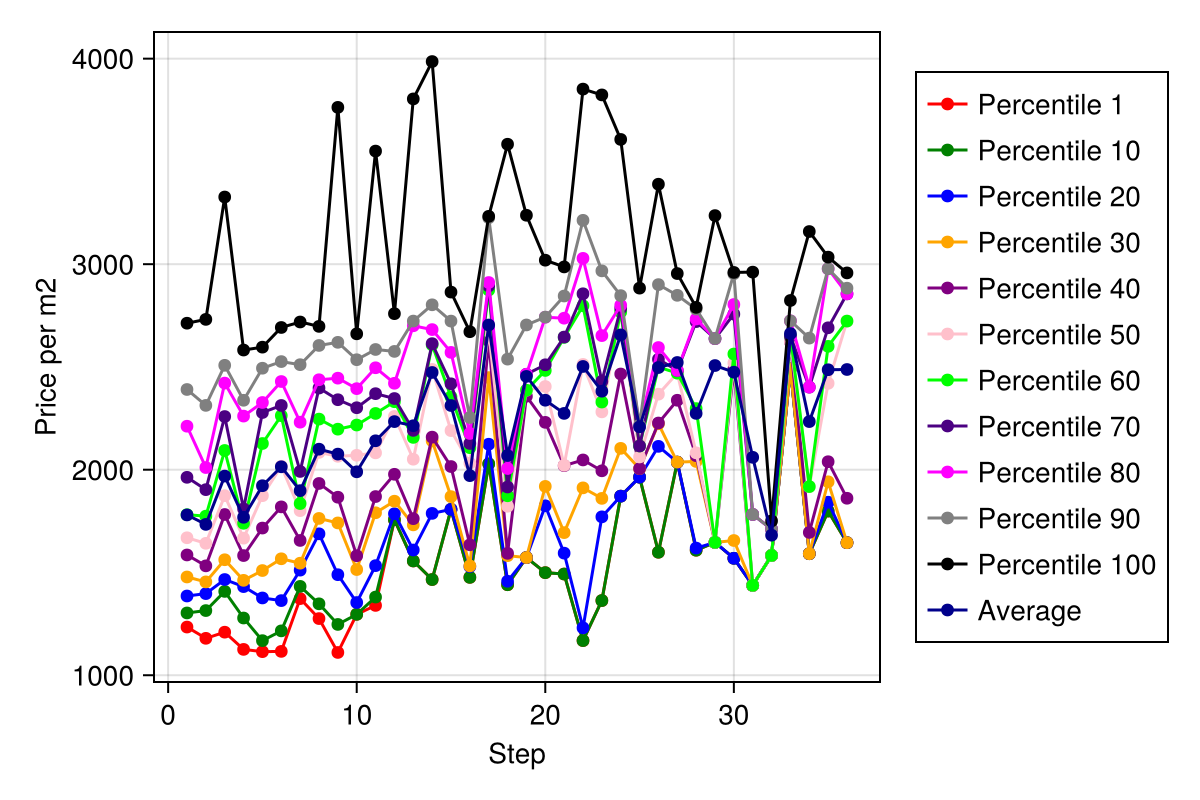 4000
3000
2000
1000
Price per m2
0 10 20 30
Step
Percentile 1
Percentile 10
Percentile 20
Percentile 30
Percentile 40
Percentile 50
Percentile 60
Percentile 70
Percentile 80
Percentile 90
Percentile 100
Average